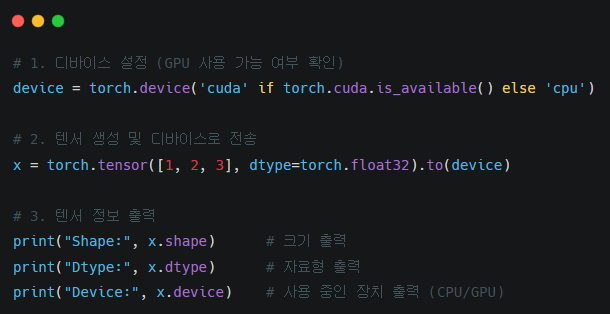 # 1. 디바이스 설정 (GPU 사용 가능 여부 확인)
device = torch.device('cuda' if torch.cuda.is_available() else 'cpu')
# 2. 텐서 생성 및 디바이스로 전송
x = torch.tensor([1, 2, 3], dtype=torch.float32).to(device)
# 3. 텐서 정보 출력
print("Shape:", x.shape)      # 크기 출력
print("Dtype:", x.dtype)      # 자료형 출력
print("Device:", x.device)    # 사용 중인 장치 출력 (CPU/GPU)